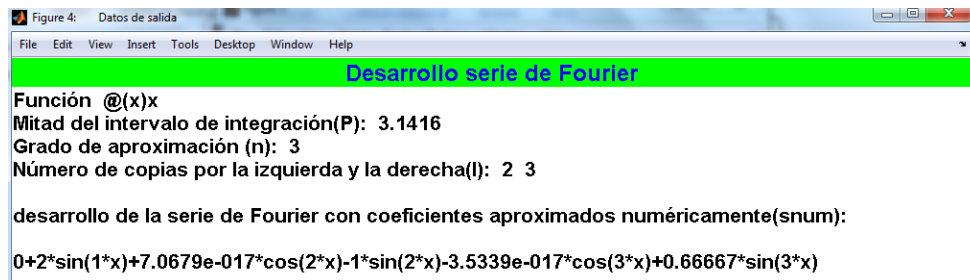 Figure 4: Datos de salida
File Edit View Insert Tools Desktop Window Help
Desarrollo serie de Fourier
Función @(x)x
Mitad del intervalo de integración(P): 3.1416
Grado de aproximación (n): 3
Número de copias por la izquierda y la derecha(l): 2 3
desarrollo de la serie de Fourier con coeficientes aproximados numéricamente(snum):
0+2*sin(1*x)+7.0679e-017*cos(2*x)-1*sin(2*x)-3.5339e-017*cos(3*x)+0.66667*sin(3*x)